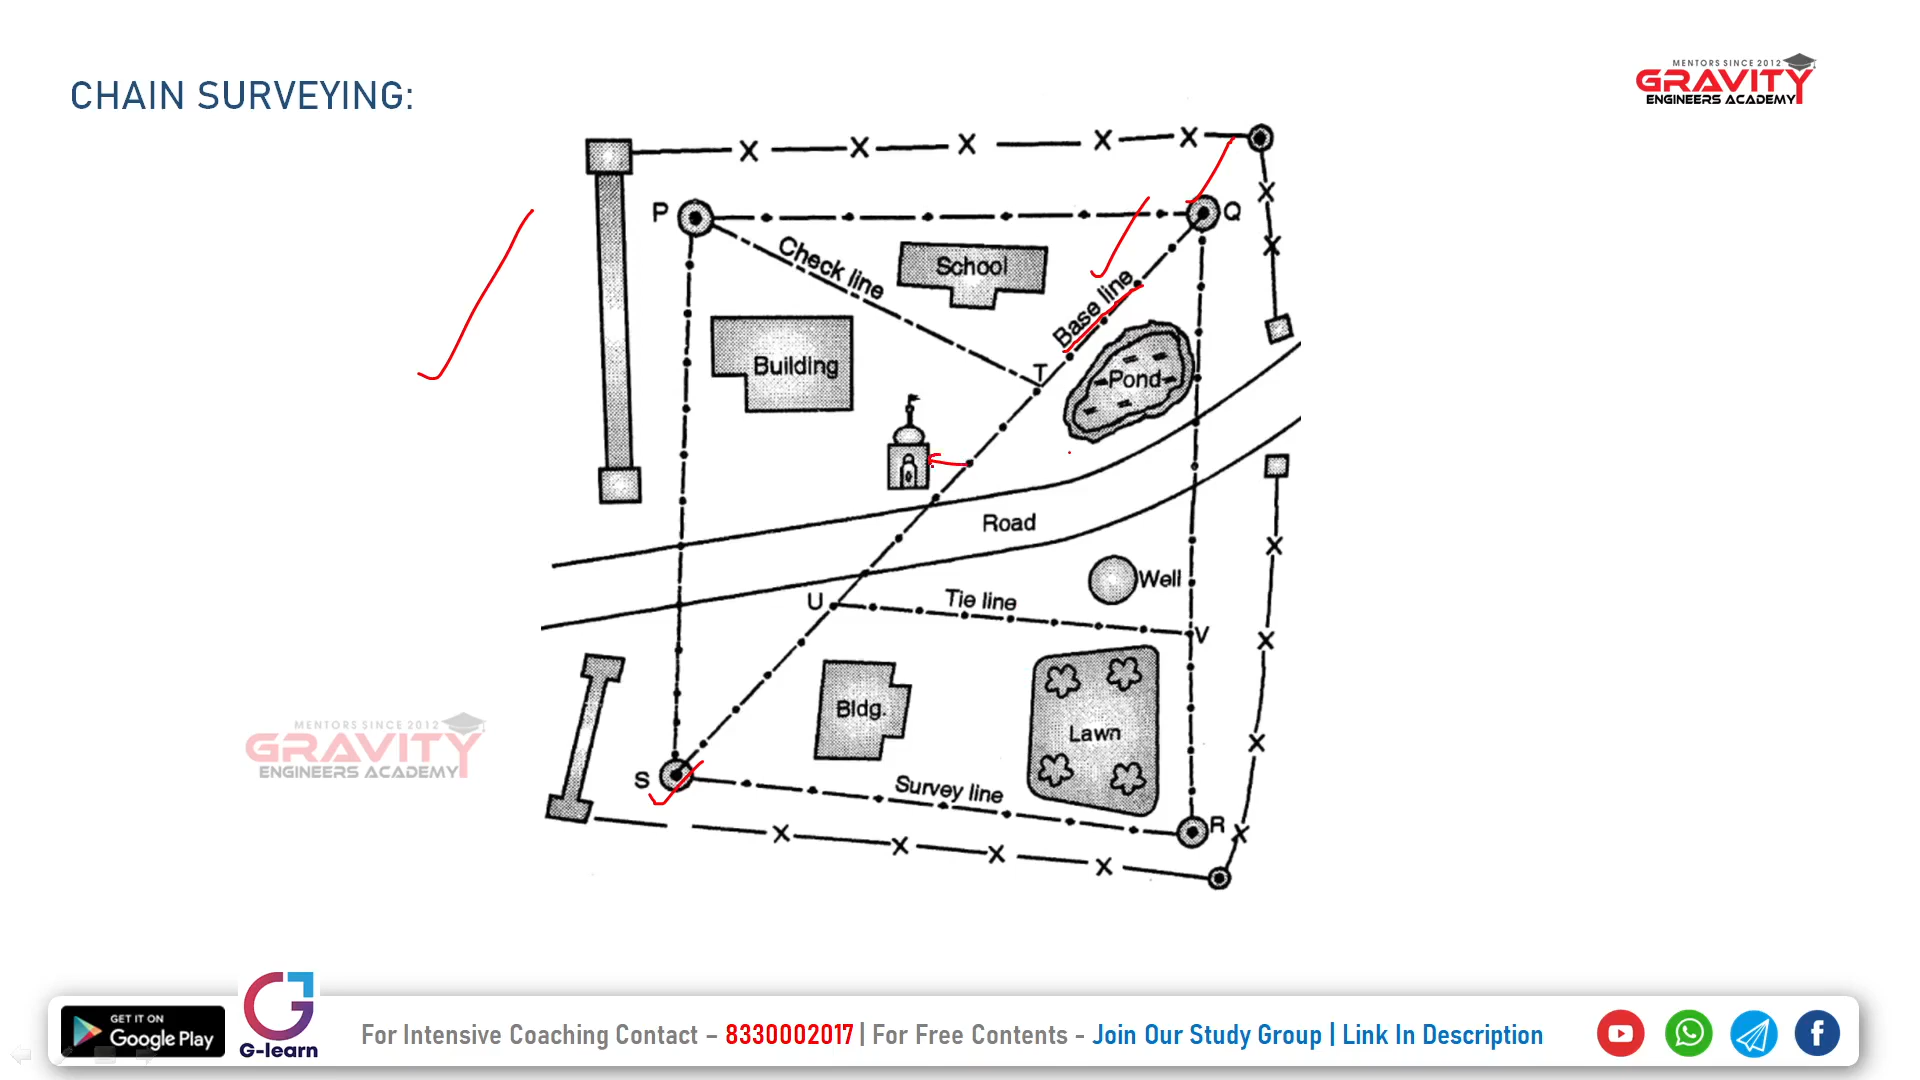 CHAIN SURVEYING:
MENTORS SINCE 2012
GRAVITY
ENGINEERS ACADEMY
P
Q
Check line
School
Base line
Building
T
Pond
Road
Well
U
Tie line
V
Bldg.
Lawn
MENTORS SINCE 2012
GRAVITY
ENGINEERS ACADEMY
S
Survey line
R
GET IT ON
Google Play
G-learn
For Intensive Coaching Contact – 8330002017 | For Free Contents - Join Our Study Group | Link In Description